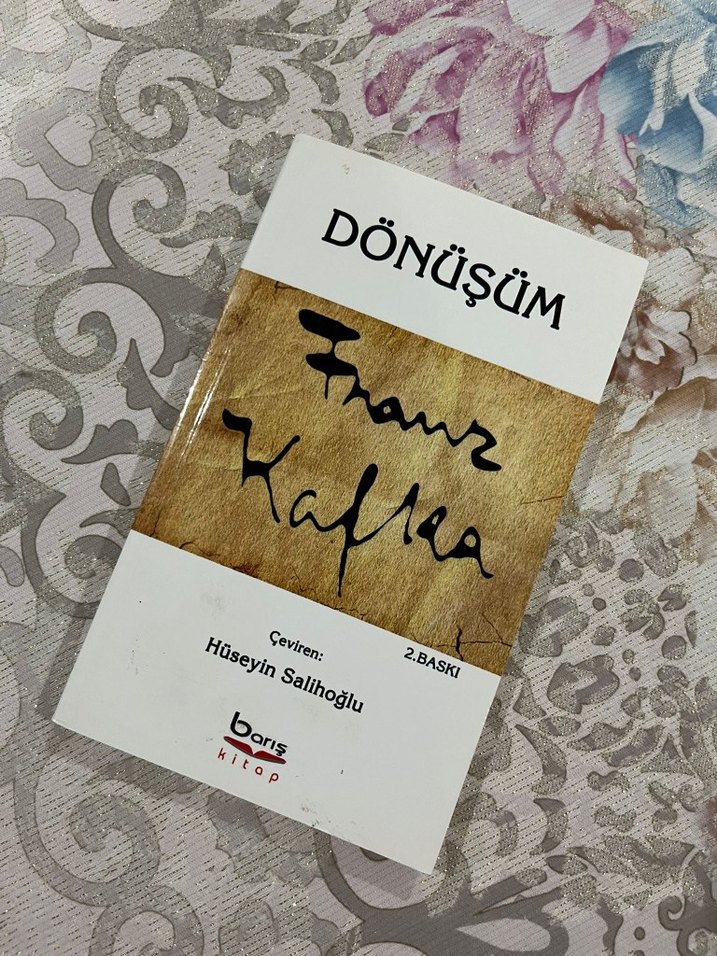 DÖNÜŞÜM
Franz
Kafka
Çeviren:
Hüseyin Salihoğlu
2.BASKI
barış
kitap